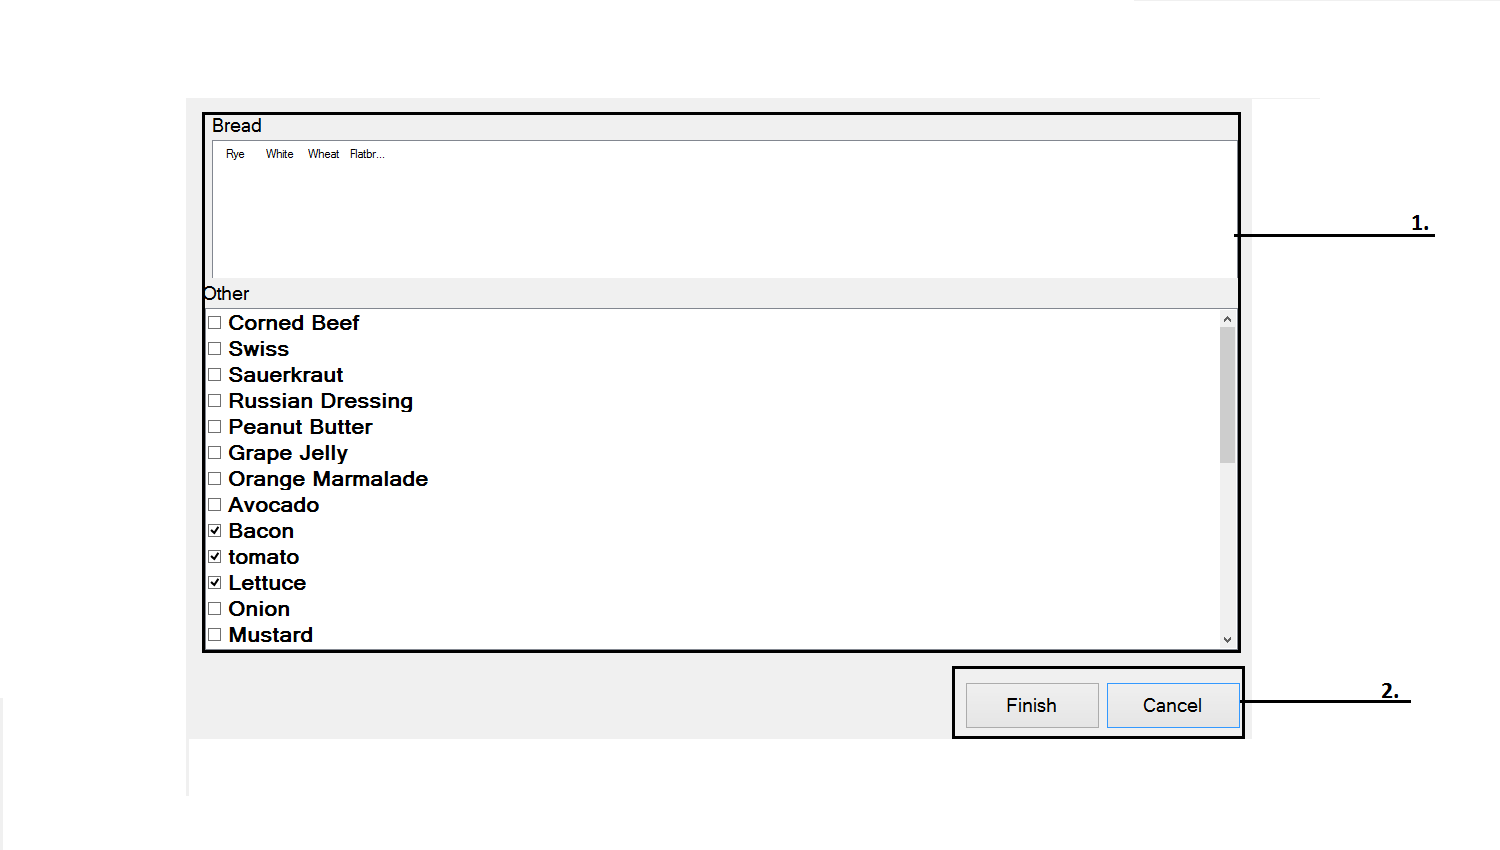 Bread
Rye White Wheat Flatbr...
1.
Other
Corned Beef
Swiss
Sauerkraut
Russian Dressing
Peanut Butter
Grape Jelly
Orange Marmalade
Avocado
Bacon
tomato
Lettuce
Onion
Mustard
2.
Finish Cancel